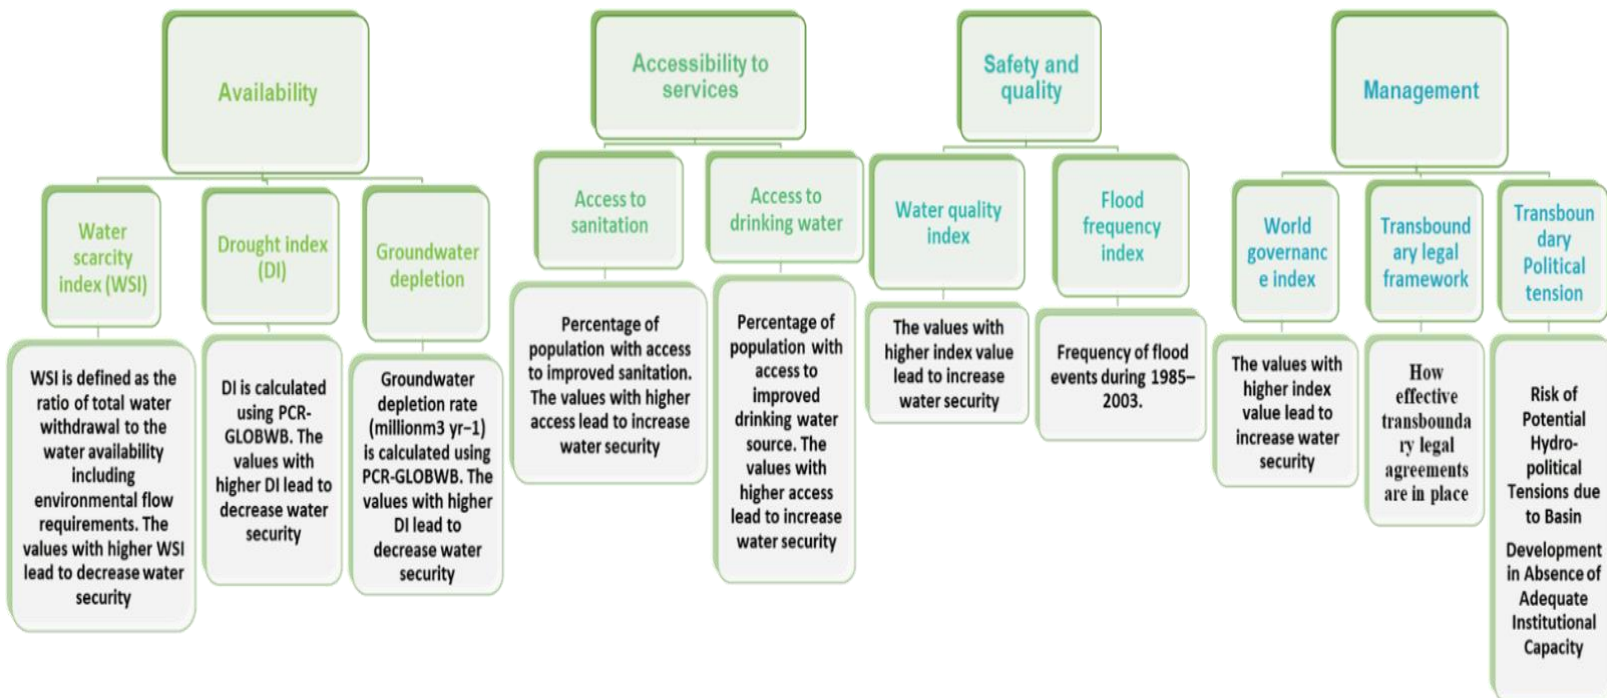 Availability
Water
scarcity
index (WSI)
WSI is defined as the
ratio of total water
withdrawal to the
water availability
including
environmental flow
requirements. The
values with higher WSI
lead to decrease water
security
Drought index
(DI)
DI is calculated
using PCR-
GLOBWB. The
values with
higher DI lead to
decrease water
security
Groundwater
depletion
Groundwater
depletion rate
(millionm3 yr−1)
is calculated using
PCR-GLOBWB. The
values with higher
DI lead to
decrease water
security
Accessibility to
services
Access to
sanitation
Percentage of
population with access
to improved sanitation.
The values with higher
access lead to increase
water security
Access to
drinking water
Percentage of
population with
access to
improved
drinking water
source. The
values with
higher access
lead to increase
water security
Safety and
quality
Water quality
index
The values with
higher index value
lead to increase
water security
Flood
frequency
index
Frequency of flood
events during 1985–
2003.
Management
World
governanc
e index
The values with
higher index
value lead to
increase water
security
Transbound
ary legal
framework
How
effective
transbounda
ry legal
agreements
are in place
Transboun
dary
Political
tension
Risk of
Potential
Hydro-
political
Tensions due
to Basin
Development
in Absence of
Adequate
Institutional
Capacity